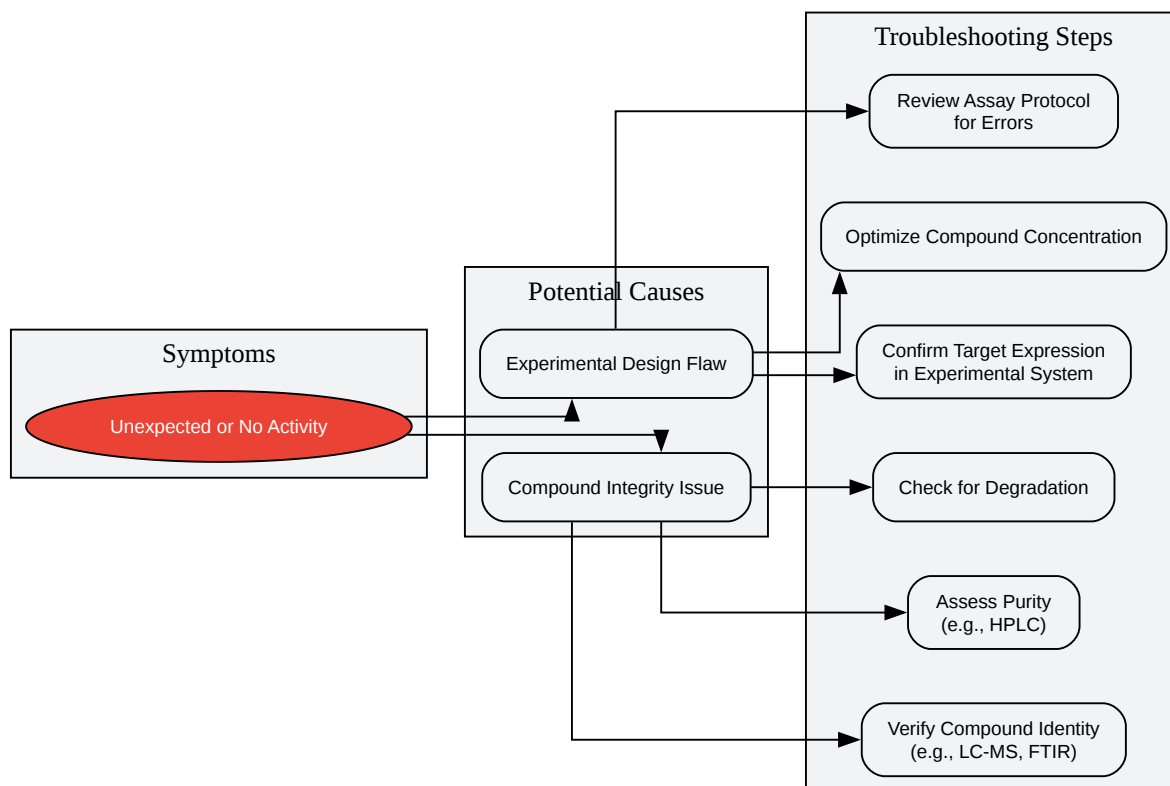 Troubleshooting Steps
Review Assay Protocol
for Errors
Optimize Compound Concentration
Potential Causes
Symptoms
Experimental Design Flaw
Confirm Target Expression
in Experimental System
Unexpected or No Activity
Compound Integrity Issue
Check for Degradation
Assess Purity
(e.g., HPLC)
Verify Compound Identity
(e.g., LC-MS, FTIR)